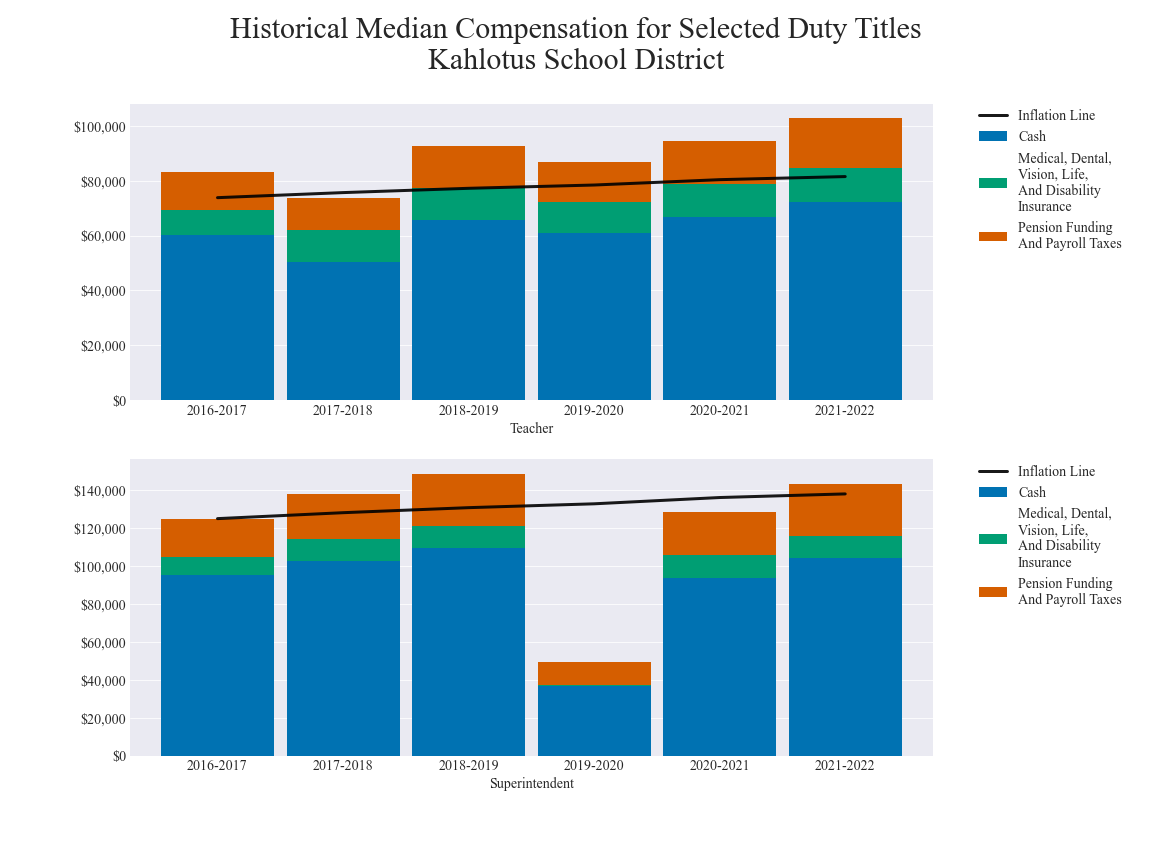 Historical Median Compensation for Selected Duty Titles
Kahlotus School District
$100,000
$80,000
$60,000
$40,000
$20,000
$0
2016-2017
2017-2018
2018-2019
2019-2020
2020-2021
2021-2022
Teacher
Inflation Line
Cash
Medical, Dental,
Vision, Life,
And Disability
Insurance
Pension Funding
And Payroll Taxes
$140,000
$120,000
$100,000
$80,000
$60,000
$40,000
$20,000
$0
2016-2017
2017-2018
2018-2019
2019-2020
2020-2021
2021-2022
Superintendent
Inflation Line
Cash
Medical, Dental,
Vision, Life,
And Disability
Insurance
Pension Funding
And Payroll Taxes